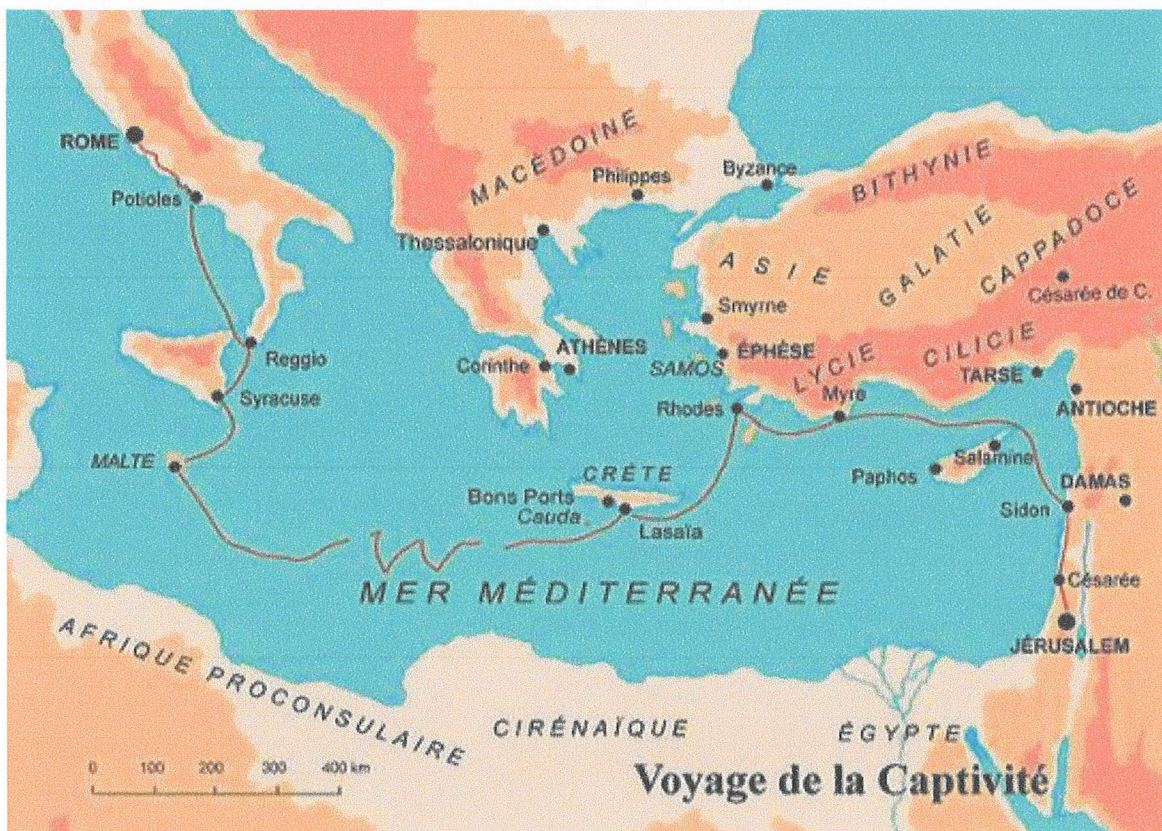 ROME
Potioles
MACÉDOINE
Philippes
Byzance
BITHYNIE
Thessalonique
ASIE
GALATIE
CAPPADOCE
Césarée de C.
Smyrne
Reggio
Corinthe
ATHÈNES
SAMOS
ÉPHÈSE
LYCIE
CILICIE
TARSE
Syracuse
Rhodes
Myre
ANTIOCHE
MALTE
CRÈTE
Paphos
Salamine
DAMAS
Bons Ports
Cauda
Lasaïa
Sidon
MER MÉDITERRANÉE
Césarée
JÉRUSALEM
AFRIQUE PROCONSULAIRE
CIRÉNAÏQUE
ÉGYPTE
0 100 200 300 400 km
Voyage de la Captivité